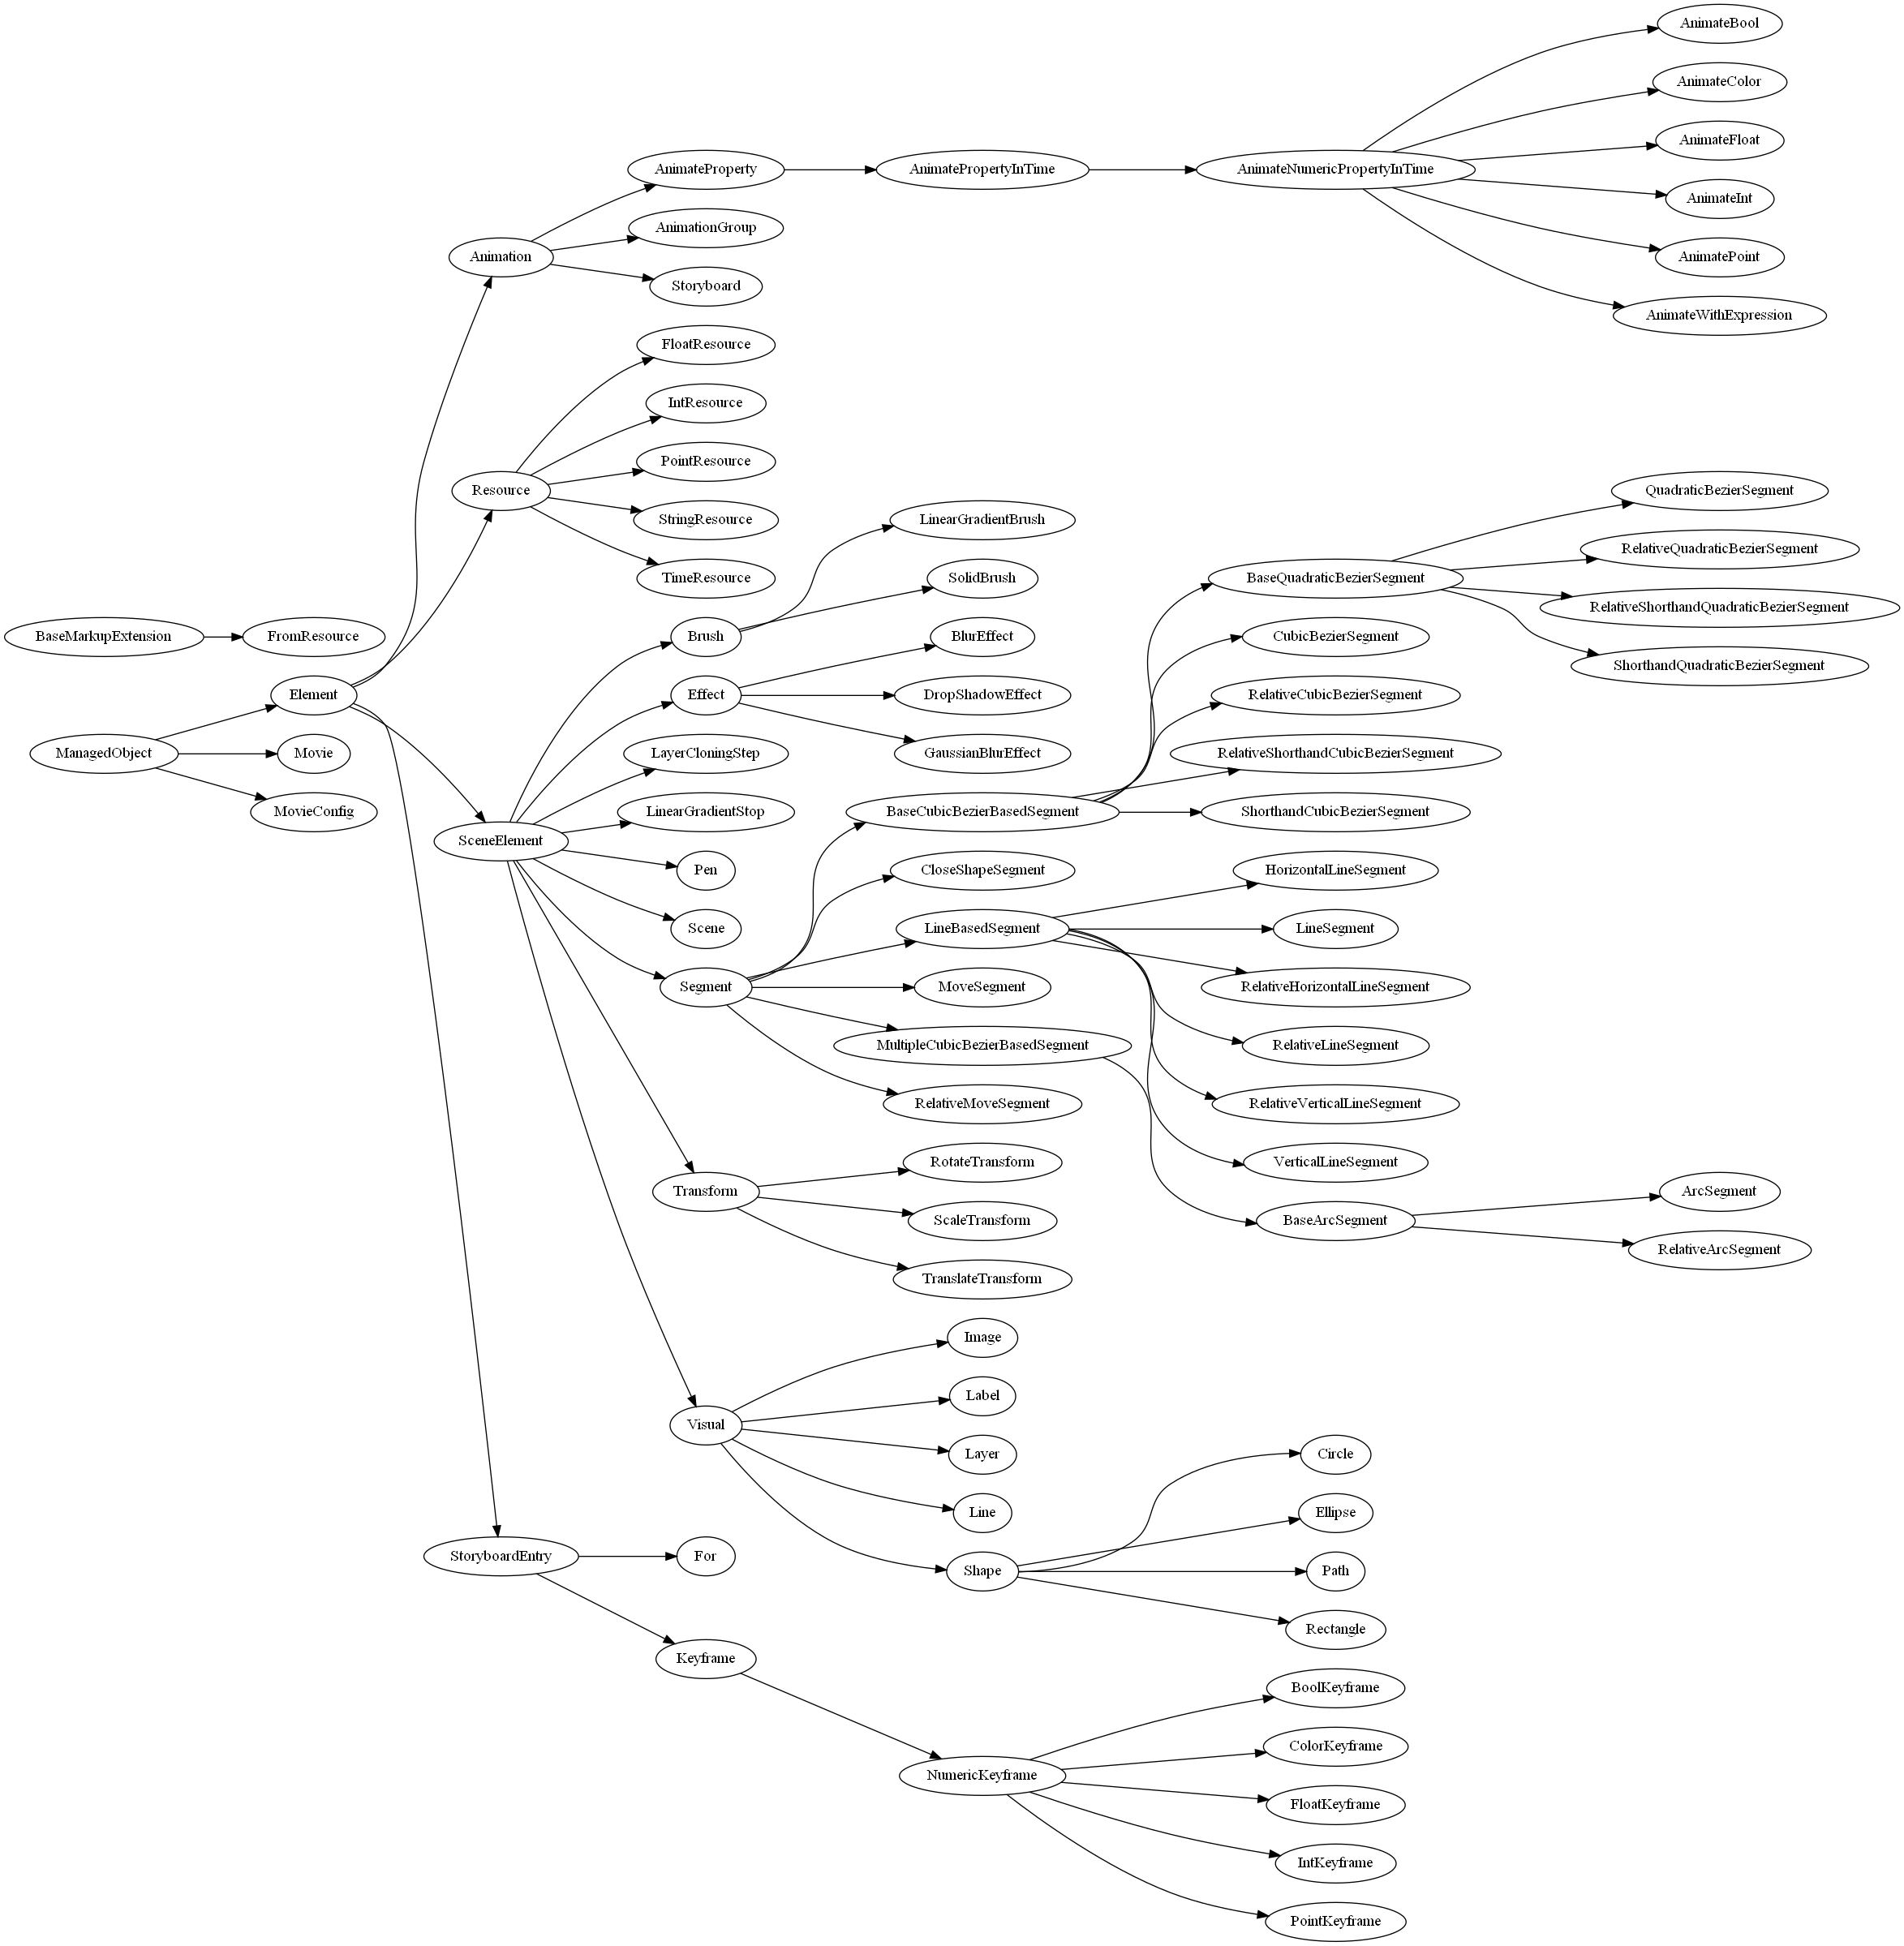 AnimateBool
AnimateColor
AnimateFloat
AnimateProperty
AnimatePropertyInTime
AnimateNumericPropertyInTime
AnimateInt
AnimationGroup
Animation
AnimatePoint
Storyboard
AnimateWithExpression
FloatResource
IntResource
PointResource
Resource
QuadraticBezierSegment
StringResource
LinearGradientBrush
RelativeQuadraticBezierSegment
TimeResource
SolidBrush
BaseQuadraticBezierSegment
RelativeShorthandQuadraticBezierSegment
BaseMarkupExtension
FromResource
Brush
BlurEffect
CubicBezierSegment
ShorthandQuadraticBezierSegment
Element
Effect
DropShadowEffect
RelativeCubicBezierSegment
ManagedObject
Movie
LayerCloningStep
GaussianBlurEffect
RelativeShorthandCubicBezierSegment
MovieConfig
LinearGradientStop
BaseCubicBezierBasedSegment
ShorthandCubicBezierSegment
SceneElement
Pen
CloseShapeSegment
HorizontalLineSegment
Scene
LineBasedSegment
LineSegment
Segment
MoveSegment
RelativeHorizontalLineSegment
MultipleCubicBezierBasedSegment
RelativeLineSegment
RelativeMoveSegment
RelativeVerticalLineSegment
RotateTransform
VerticalLineSegment
Transform
ArcSegment
ScaleTransform
BaseArcSegment
RelativeArcSegment
TranslateTransform
Image
Label
Visual
Layer
Circle
Line
Ellipse
StoryboardEntry
For
Shape
Path
Rectangle
Keyframe
BoolKeyframe
ColorKeyframe
NumericKeyframe
FloatKeyframe
IntKeyframe
PointKeyframe